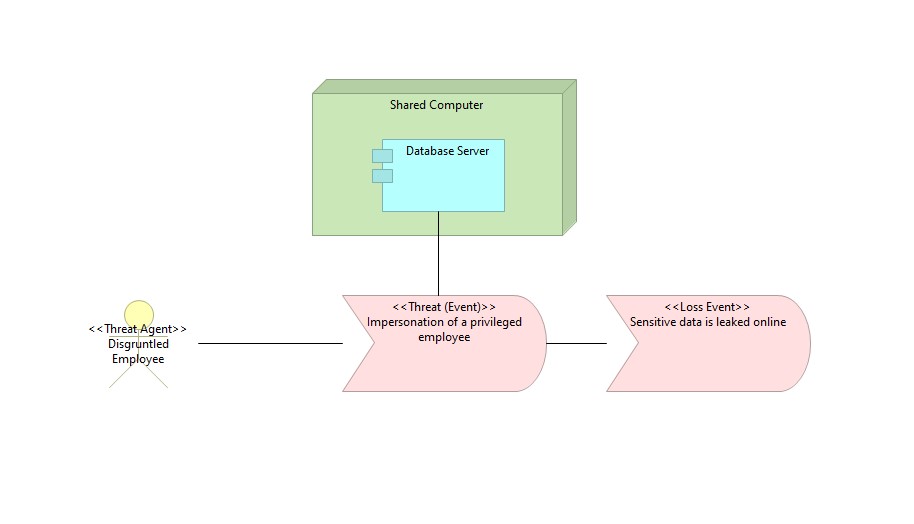 Shared Computer
Database Server
<<Threat Agent>>
Disgruntled
Employee
<<Threat (Event)>>
Impersonation of a privileged
employee
<<Loss Event>>
Sensitive data is leaked online